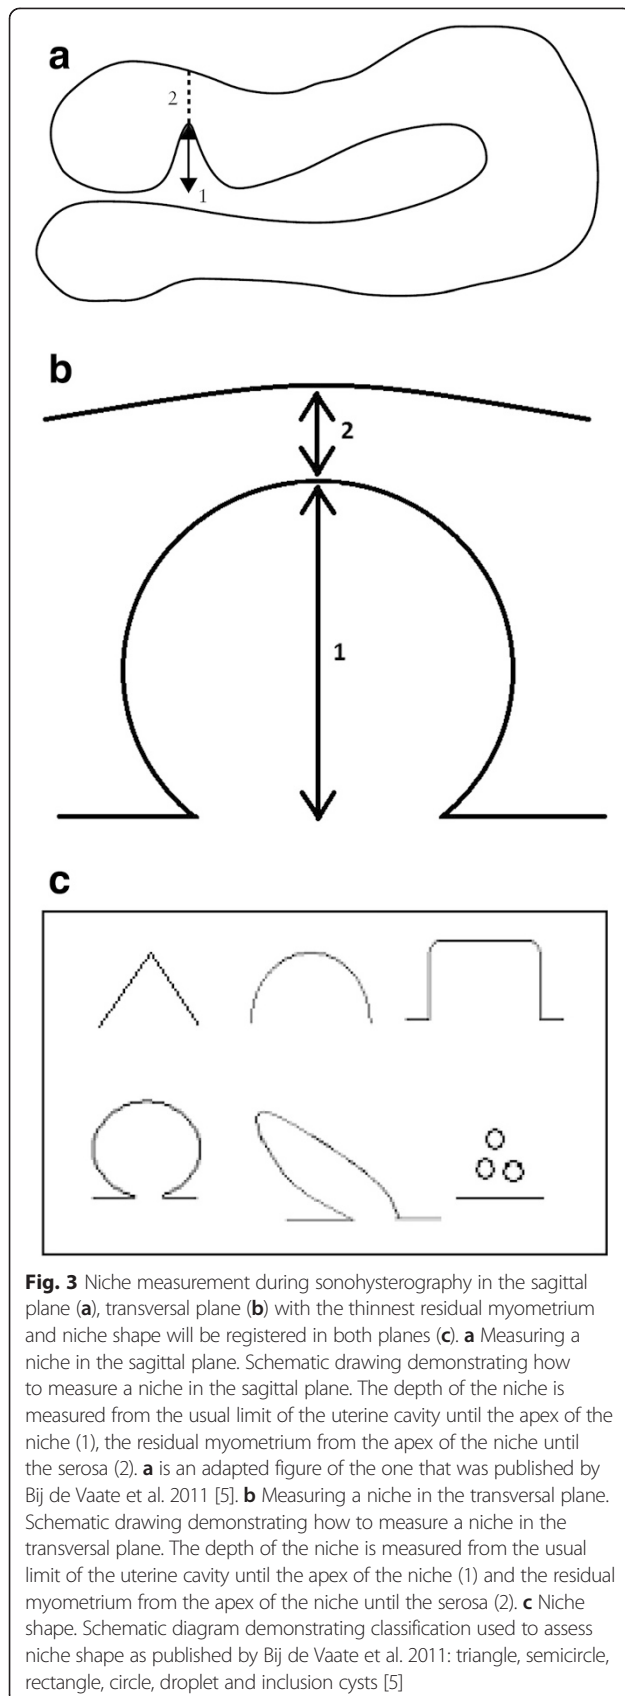 a
2
1
b
2
1
c
Fig. 3 Niche measurement during sonohysterography in the sagittal
plane (a), transversal plane (b) with the thinnest residual myometrium
and niche shape will be registered in both planes (c). a Measuring a
niche in the sagittal plane. Schematic drawing demonstrating how
to measure a niche in the sagittal plane. The depth of the niche is
measured from the usual limit of the uterine cavity until the apex of the
niche (1), the residual myometrium from the apex of the niche until
the serosa (2). a is an adapted figure of the one that was published by
Bij de Vaate et al. 2011 [5]. b Measuring a niche in the transversal plane.
Schematic drawing demonstrating how to measure a niche in the
transversal plane. The depth of the niche is measured from the usual
limit of the uterine cavity until the apex of the niche (1) and the residual
myometrium from the apex of the niche until the serosa (2). c Niche
shape. Schematic diagram demonstrating classification used to assess
niche shape as published by Bij de Vaate et al. 2011: triangle, semicircle,
rectangle, circle, droplet and inclusion cysts [5]